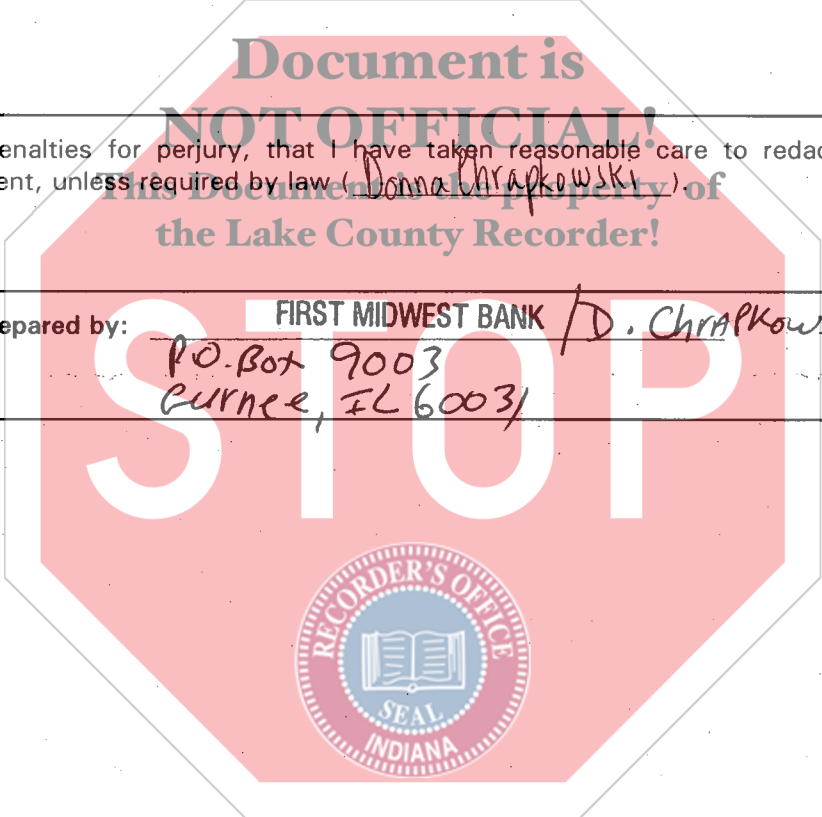 Document is
NOT OFFICIAL!
enalties for perjury, that I have taken reasonable care to redac
ent, unless required by law ( Donna Chrapkowski ).
This Document is the property of
the Lake County Recorder!
epared by: FIRST MIDWEST BANK / D. Chrapkow
P.O. Box 9003
Gurnee, IL 60031
STOP
RECORDER'S OFFICE
SEAL
INDIANA